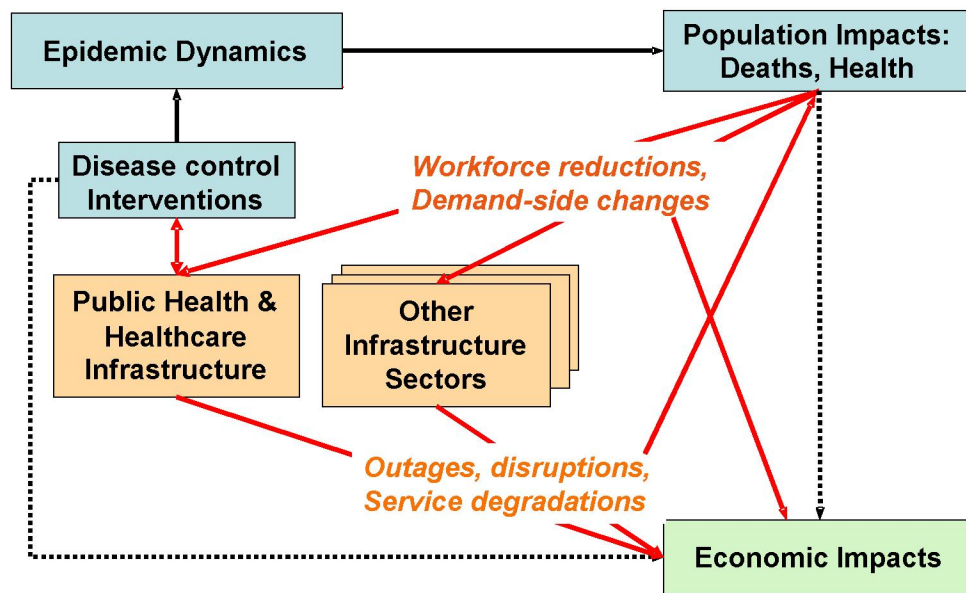 Epidemic Dynamics
Population Impacts:
Deaths, Health
Disease control
Interventions
Workforce reductions,
Demand-side changes
Public Health &
Healthcare
Infrastructure
Other
Infrastructure
Sectors
Outages, disruptions,
Service degradations
Economic Impacts